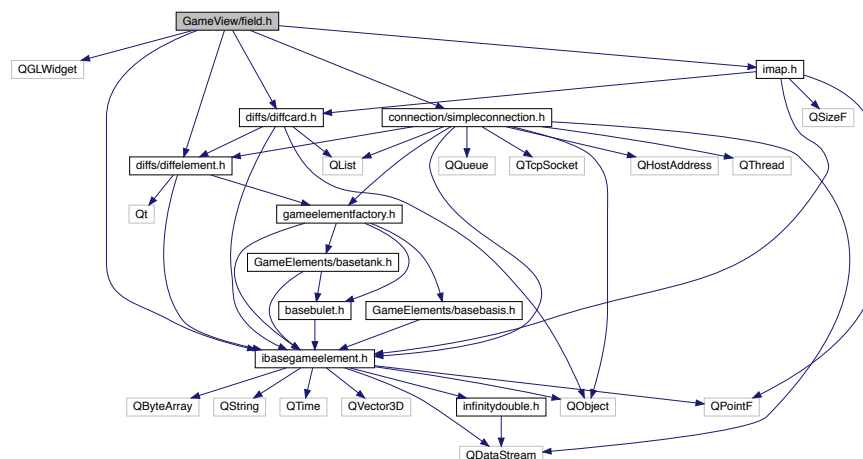 GameView/field.h
QGLWidget
imap.h
diffs/diffcard.h
connection/simpleconnection.h
QSizeF
diffs/diffelement.h
QList
QQueue
QTcpSocket
QHostAddress
QThread
Qt
gameelementfactory.h
GameElements/basetank.h
basebulet.h
GameElements/basebasis.h
ibasegameelement.h
QByteArray
QString
QTime
QVector3D
infinitydouble.h
QObject
QPointF
QDataStream